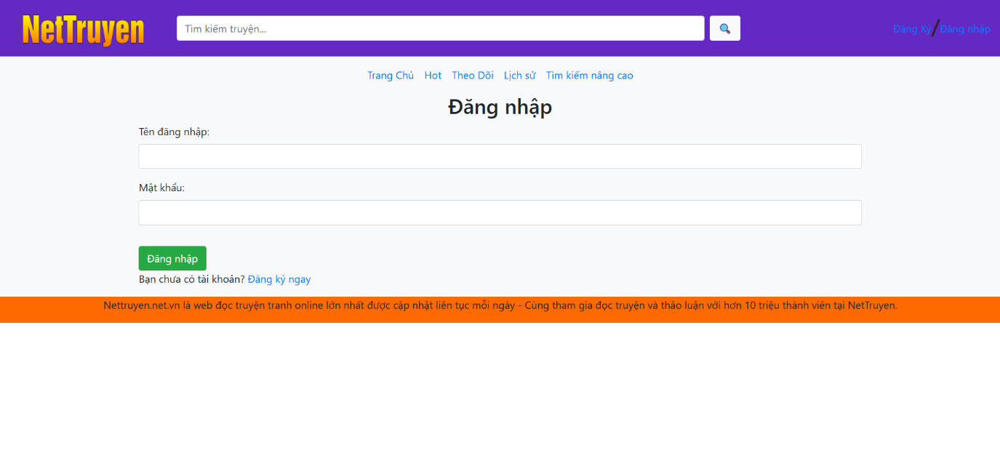 NetTruyen
Tìm kiếm truyện...
Đăng Ký/Đăng nhập
Trang Chủ Hot Theo Dõi Lịch sử Tìm kiếm nâng cao
Đăng nhập
Tên đăng nhập:
Mật khẩu:
Đăng nhập
Bạn chưa có tài khoản? Đăng ký ngay
Nettruyen.net.vn là web đọc truyện tranh online lớn nhất được cập nhật liên tục mỗi ngày - Cùng tham gia đọc truyện và thảo luận với hơn 10 triệu thành viên tại NetTruyen.